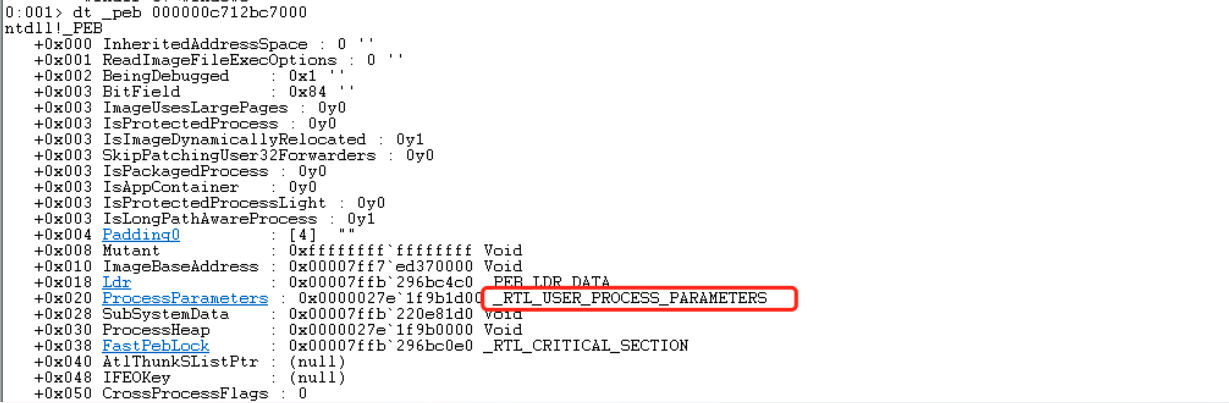 0:001> dt _peb 000000c712bc7000
ntdll!_PEB
+0x000 InheritedAddressSpace : 0 ''
+0x001 ReadImageFileExecOptions : 0 ''
+0x002 BeingDebugged : 0x1 ''
+0x003 BitField : 0x84 ''
+0x003 ImageUsesLargePages : 0y0
+0x003 IsProtectedProcess : 0y0
+0x003 IsImageDynamicallyRelocated : 0y1
+0x003 SkipPatchingUser32Forwarders : 0y0
+0x003 IsPackagedProcess : 0y0
+0x003 IsAppContainer : 0y0
+0x003 IsProtectedProcessLight : 0y0
+0x003 IsLongPathAwareProcess : 0y1
+0x004 Padding0 : [4] ""
+0x008 Mutant : 0xffffffff`ffffffff Void
+0x010 ImageBaseAddress : 0x00007ff7`ed370000 Void
+0x018 Ldr : 0x00007ffb`296bc4c0 _PEB_LDR_DATA
+0x020 ProcessParameters : 0x0000027e`1f9b1d00 _RTL_USER_PROCESS_PARAMETERS
+0x028 SubSystemData : 0x00007ffb`220e81d0 Void
+0x030 ProcessHeap : 0x0000027e`1f9b0000 Void
+0x038 FastPebLock : 0x00007ffb`296bc0e0 _RTL_CRITICAL_SECTION
+0x040 AtlThunkSListPtr : (null)
+0x048 IFEOKey : (null)
+0x050 CrossProcessFlags : 0